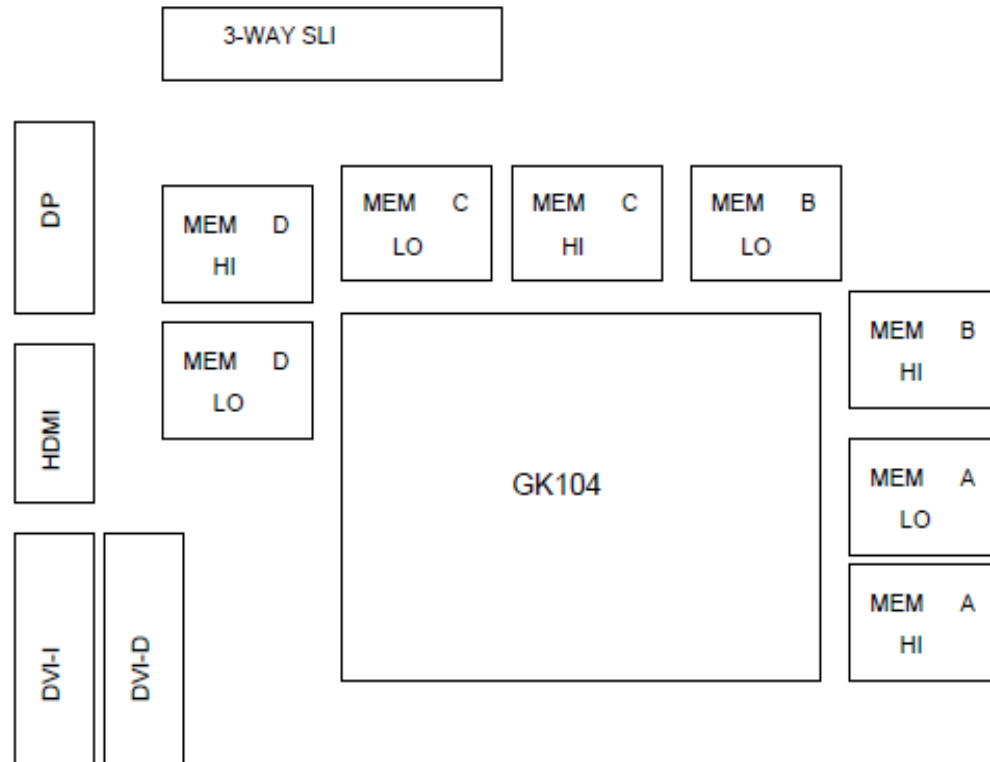 3-WAY SLI
DP
MEM D
HI
MEM C
LO
MEM C
HI
MEM B
LO
MEM B
HI
MEM D
LO
HDMI
GK104
MEM A
LO
MEM A
HI
DVI-I
DVI-D